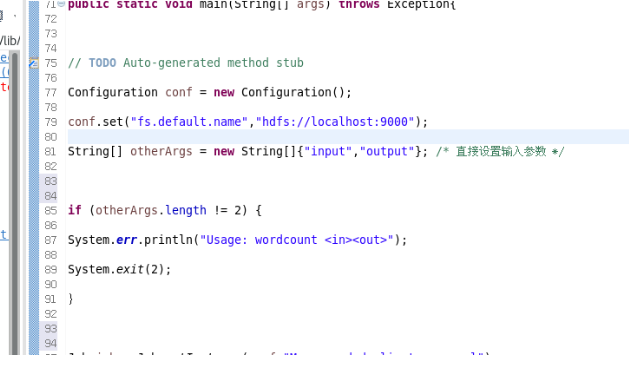 /lib/
71 public static void main(String[] args) throws Exception{
72
73
74
75 // TODO Auto-generated method stub
76
77 Configuration conf = new Configuration();
78
79 conf.set("fs.default.name","hdfs://localhost:9000");
80
81 String[] otherArgs = new String[]{"input","output"}; /* 直接设置输入参数 */
82
83
84
85 if (otherArgs.length != 2) {
86
87 System.err.println("Usage: wordcount <in><out>");
88
89 System.exit(2);
90
91 }
92
93
94